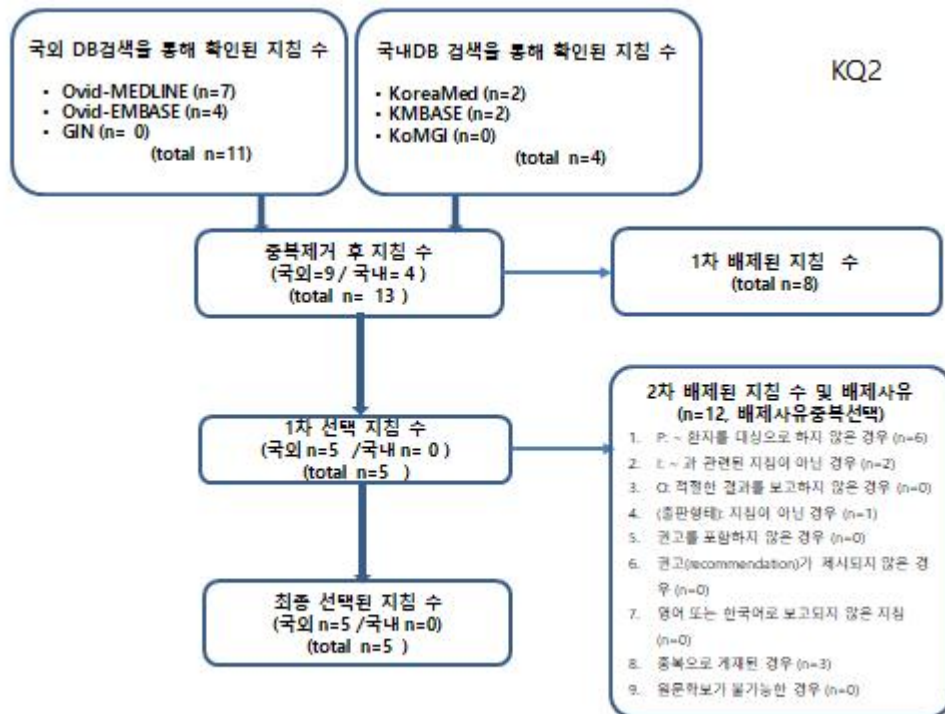 국외 DB검색을 통해 확인된 지침 수
• Ovid-MEDLINE (n=7)
• Ovid-EMBASE (n=4)
• GIN (n= 0)
(total n=11)
국내DB 검색을 통해 확인된 지침 수
• KoreaMed (n=2)
• KMBASE (n=2)
• KoMGI (n=0)
(total n=4)
KQ2
중복제거 후 지침 수
(국외=9 / 국내= 4 )
(total n= 13 )
1차 배제된 지침 수
(total n=8)
1차 선택 지침 수
(국외 n=5 /국내 n= 0 )
(total n=5 )
2차 배제된 지침 수 및 배제사유
(n=12, 배제사유중복선택)
1. P: ~ 환자를 대상으로 하지 않은 경우 (n=6)
2. I: ~ 과 관련된 지침이 아닌 경우 (n=2)
3. O: 적절한 결과를 보고하지 않은 경우 (n=0)
4. (출판형태): 지침이 아닌 경우 (n=1)
5. 권고를 포함하지 않은 경우 (n=0)
6. 권고(recommendation)가 제시되지 않은 경
우 (n=0)
7. 영어 또는 한국어로 보고되지 않은 지침
(n=0)
8. 중복으로 게재된 경우 (n=3)
9. 원문확보가 불가능한 경우 (n=0)
최종 선택된 지침 수
(국외 n=5 /국내 n=0)
(total n=5 )